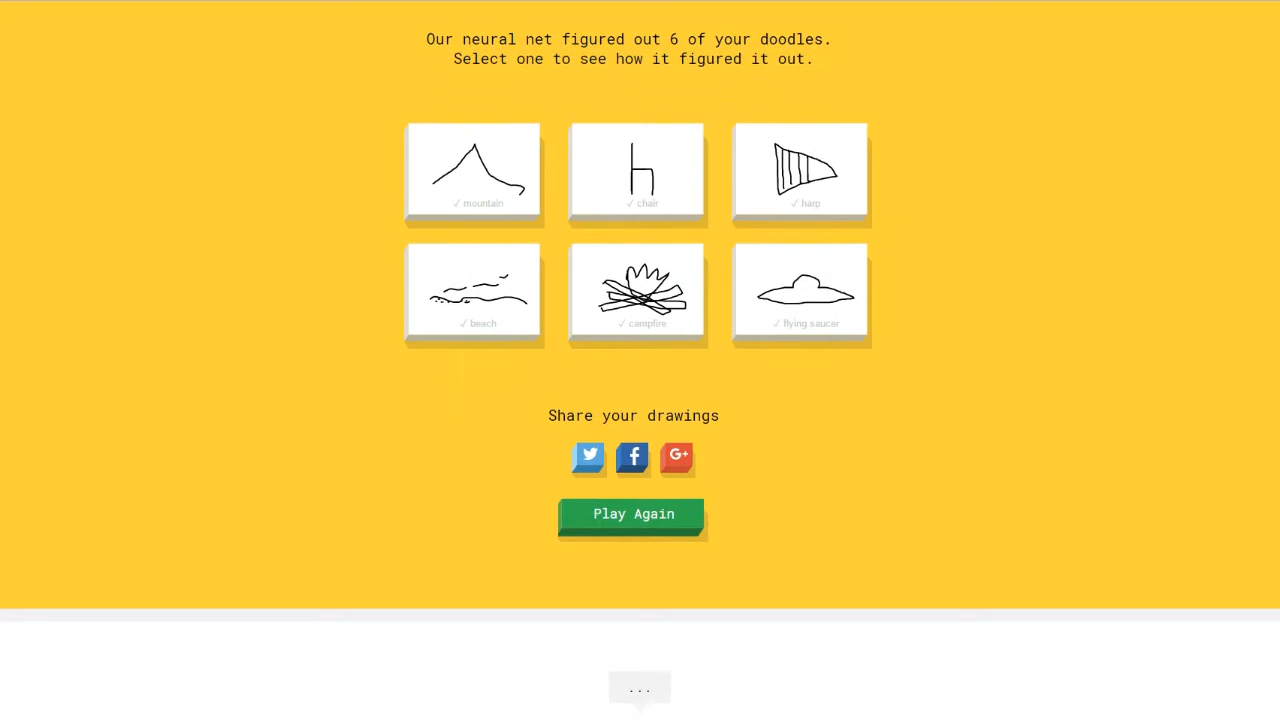 Our neural net figured out 6 of your doodles.
Select one to see how it figured it out.
✓ mountain
✓ chair
✓ harp
✓ beach
✓ campfire
✓ flying saucer
Share your drawings
G+
Play Again
...